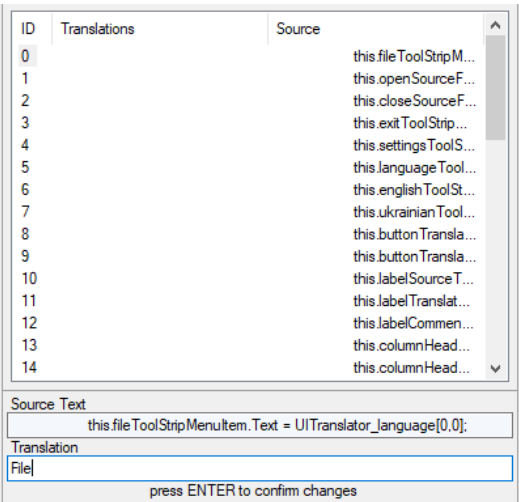 ID Translations Source
0 this.fileToolStripM...
1 this.openSourceF...
2 this.closeSourceF...
3 this.exitToolStrip...
4 this.settingsToolS...
5 this.languageTool...
6 this.englishToolSt...
7 this.ukrainianTool...
8 this.buttonTransla...
9 this.buttonTransla...
10 this.labelSourceT...
11 this.labelTranslat...
12 this.labelCommen...
13 this.columnHead...
14 this.columnHead...
Source Text
this.fileToolStripMenuItem.Text = UITranslator_language[0,0];
Translation
File
press ENTER to confirm changes